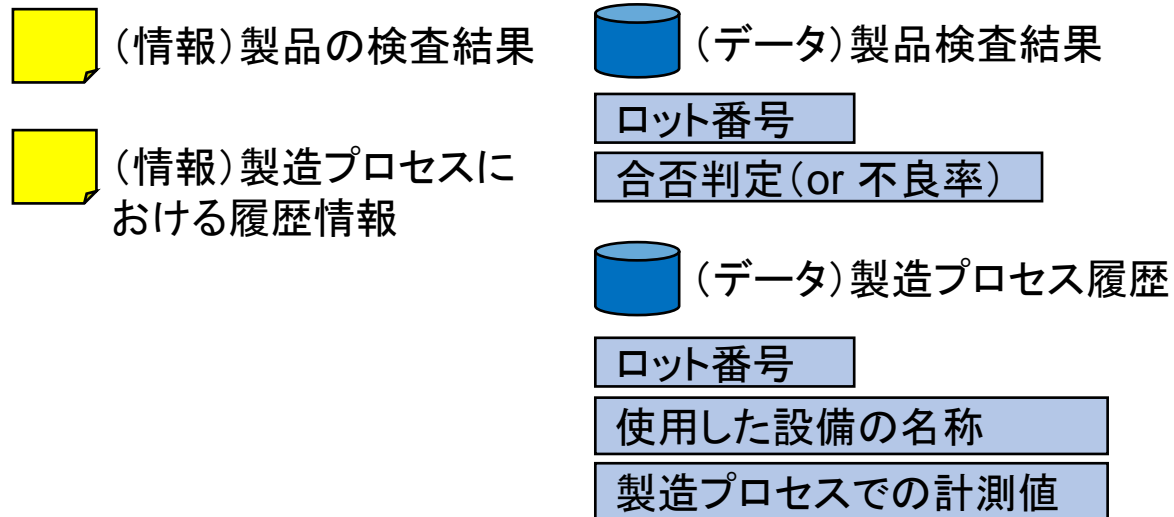 （情報）製品の検査結果
（情報）製造プロセスに
おける履歴情報
（データ）製品検査結果
ロット番号
合否判定（or 不良率）
（データ）製造プロセス履歴
ロット番号
使用した設備の名称
製造プロセスでの計測値